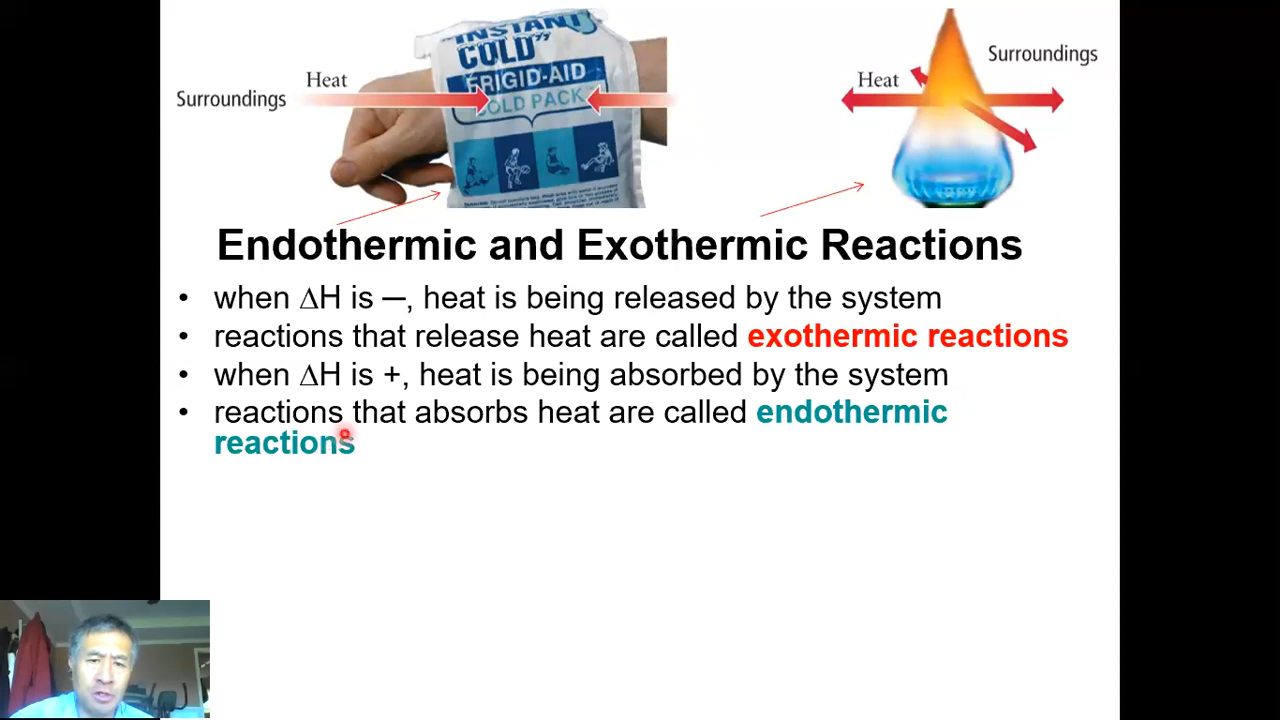 "INSTANT
COLD"
FRIGID-AID
COLD PACK
Heat
Surroundings
Surroundings
Heat
Endothermic and Exothermic Reactions
• when ΔH is ─, heat is being released by the system
• reactions that release heat are called exothermic reactions
• when ΔH is +, heat is being absorbed by the system
• reactions that absorbs heat are called endothermic
reactions